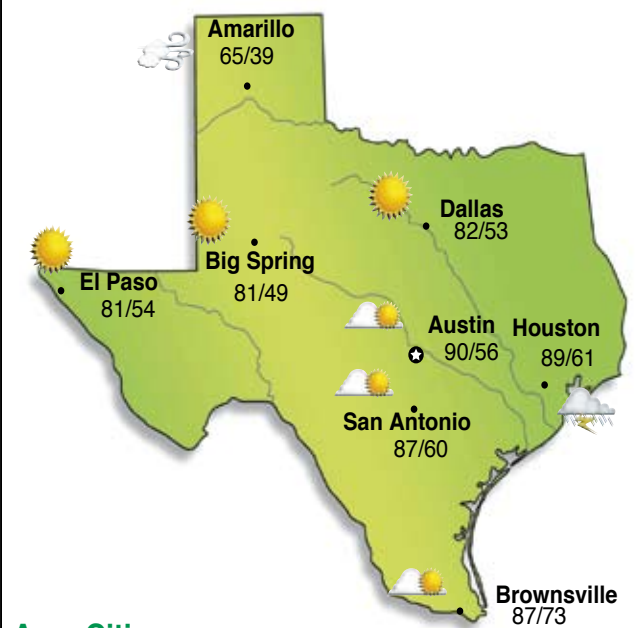 Amarillo
65/39
Dallas
82/53
Big Spring
81/49
El Paso
81/54
Austin
90/56
Houston
89/61
San Antonio
87/60
Brownsville
87/73